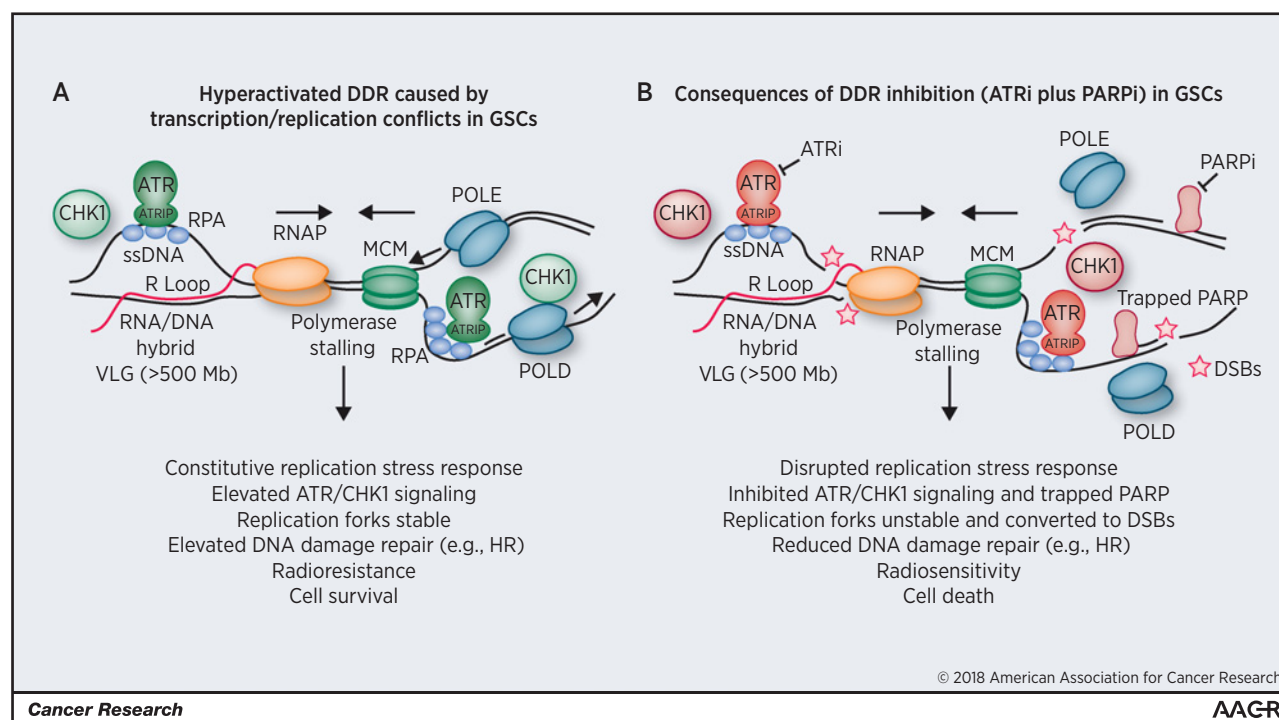 A
Hyperactivated DDR caused by
transcription/replication conflicts in GSCs
ATR
ATRIP
CHK1
RPA
ssDNA
RNAP
POLE
MCM
R Loop
CHK1
ATR
ATRIP
RNA/DNA
hybrid
VLG (>500 Mb)
Polymerase
stalling
RPA
POLD
Constitutive replication stress response
Elevated ATR/CHK1 signaling
Replication forks stable
Elevated DNA damage repair (e.g., HR)
Radioresistance
Cell survival
B
Consequences of DDR inhibition (ATRi plus PARPi) in GSCs
ATRi
ATR
ATRIP
CHK1
ssDNA
POLE
PARPi
RNAP
MCM
CHK1
R Loop
Trapped PARP
ATR
ATRIP
RNA/DNA
hybrid
VLG (>500 Mb)
Polymerase
stalling
DSBs
POLD
Disrupted replication stress response
Inhibited ATR/CHK1 signaling and trapped PARP
Replication forks unstable and converted to DSBs
Reduced DNA damage repair (e.g., HR)
Radiosensitivity
Cell death
© 2018 American Association for Cancer Research
Cancer Research
AACR